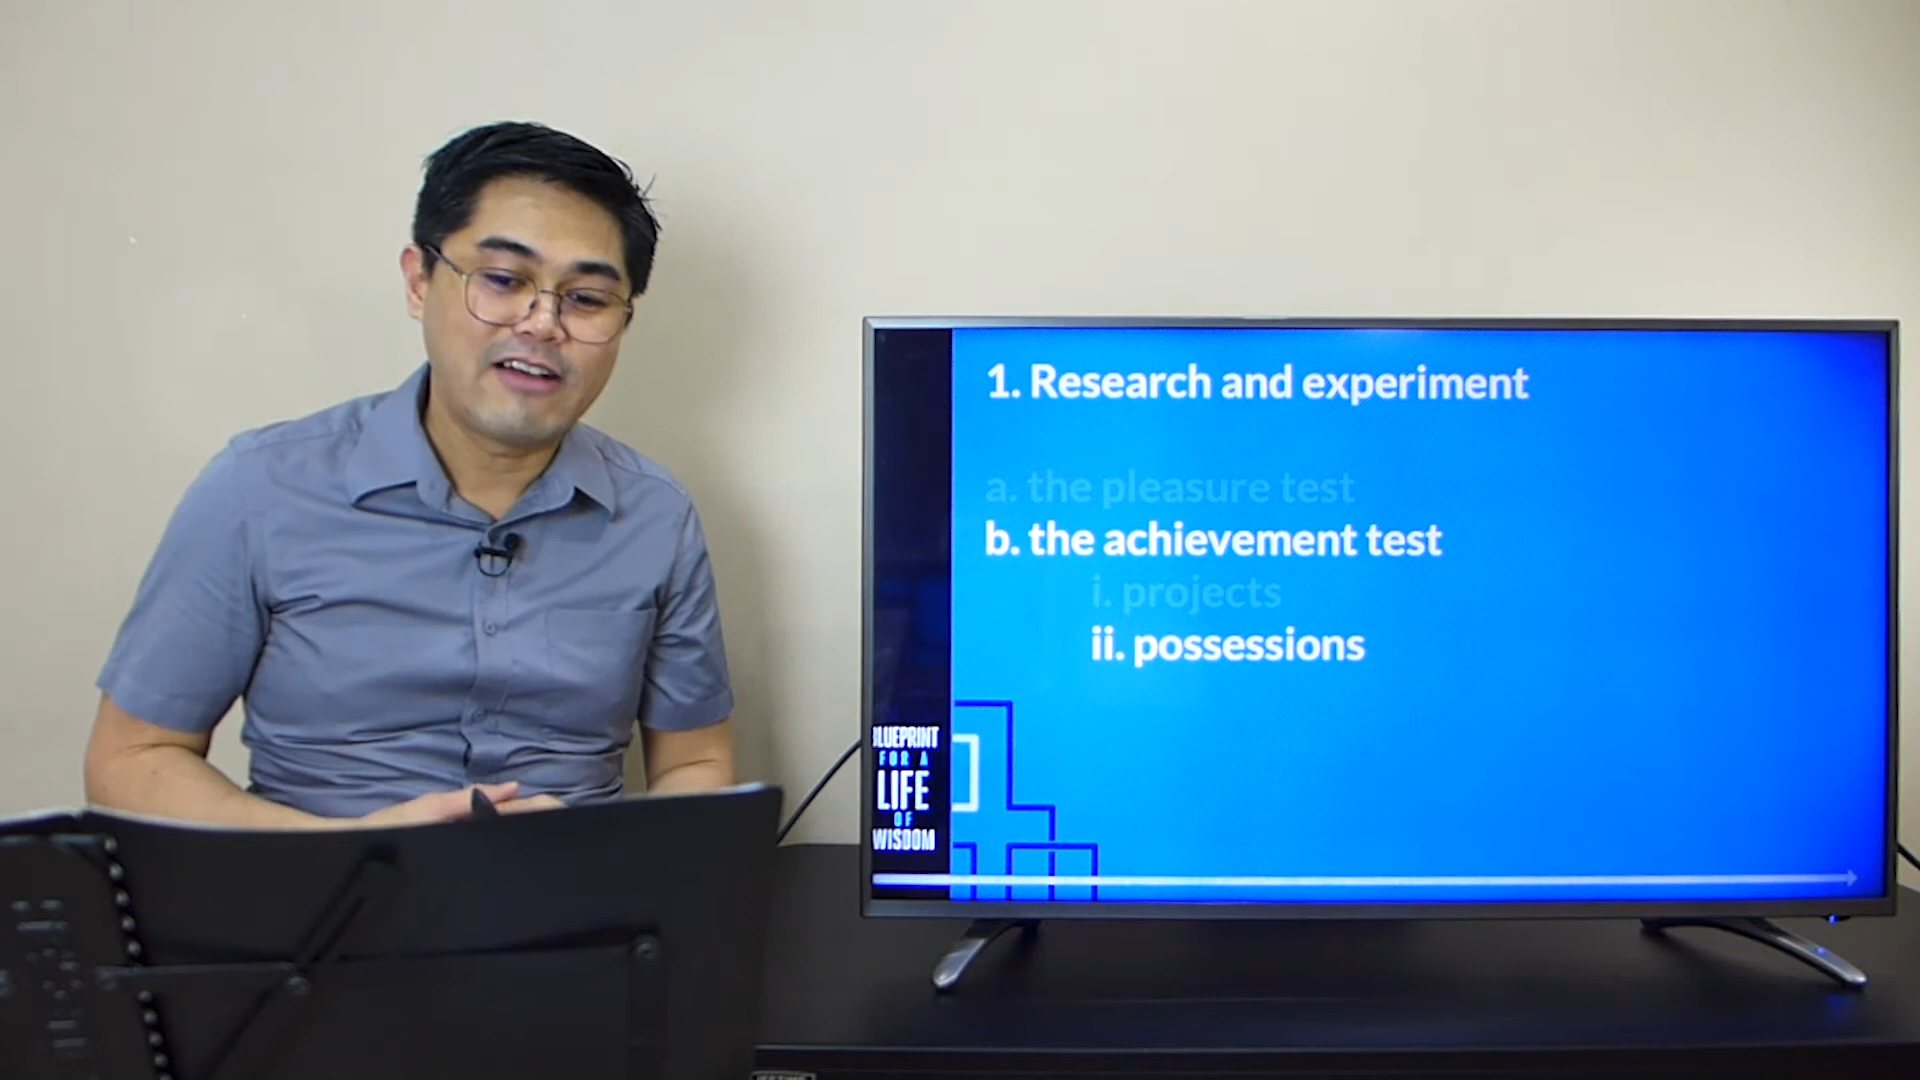 1. Research and experiment
a. the pleasure test
b. the achievement test
i. projects
ii. possessions
BLUEPRINT
FOR A
LIFE
OF
WISDOM